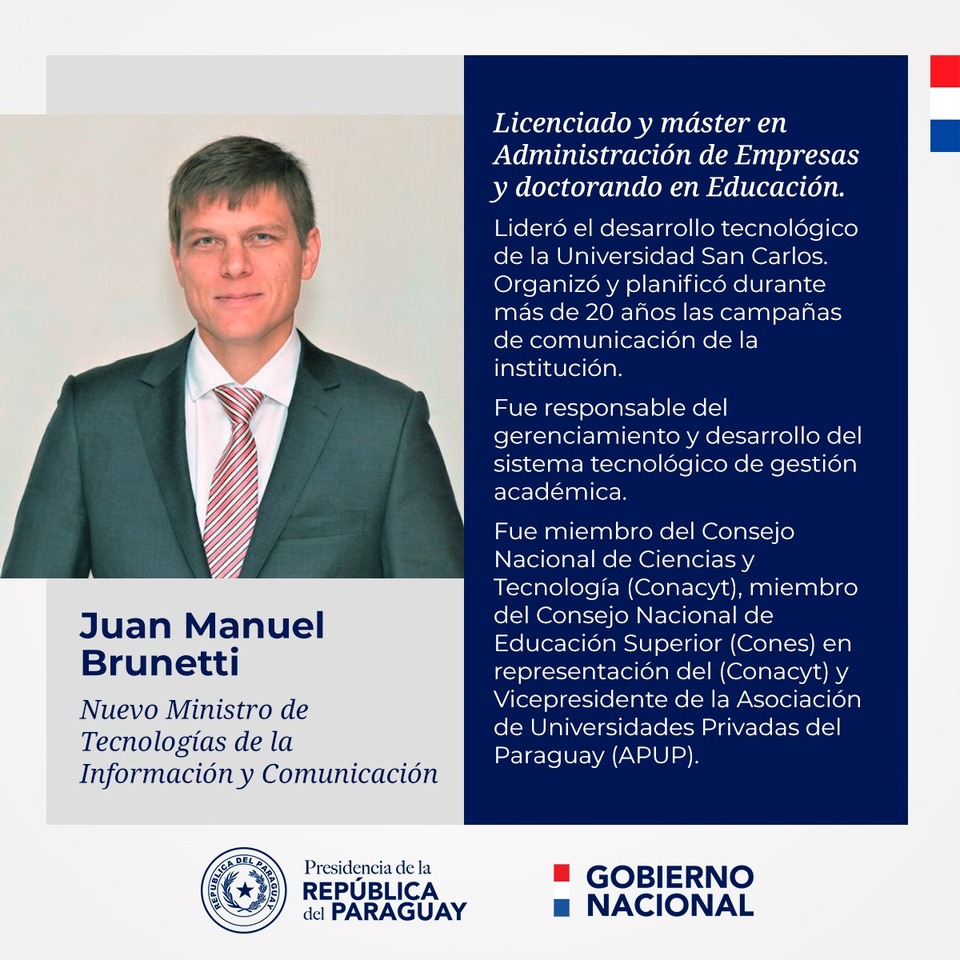 Licenciado y máster en
Administración de Empresas
y doctorando en Educación.
Lideró el desarrollo tecnológico
de la Universidad San Carlos.
Organizó y planificó durante
más de 20 años las campañas
de comunicación de la
institución.
Fue responsable del
gerenciamiento y desarrollo del
sistema tecnológico de gestión
académica.
Fue miembro del Consejo
Nacional de Ciencias y
Tecnología (Conacyt), miembro
del Consejo Nacional de
Educación Superior (Cones) en
representación del (Conacyt) y
Vicepresidente de la Asociación
de Universidades Privadas del
Paraguay (APUP).
Juan Manuel
Brunetti
Nuevo Ministro de
Tecnologías de la
Información y Comunicación
REPÚBLICA DEL PARAGUAY
Presidencia de la
REPÚBLICA
del PARAGUAY
GOBIERNO
NACIONAL